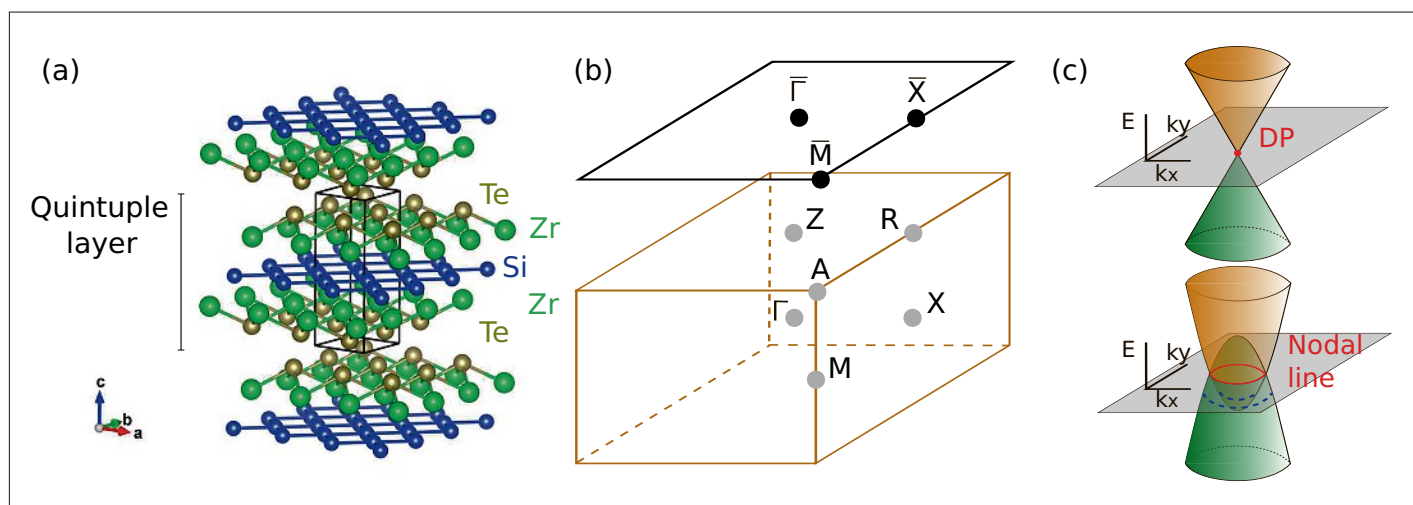 (a)
Quintuple
layer
Te
Zr
Si
Zr
Te
c
b
a
(b)
Γ̅
X̅
M̅
Z
R
A
Γ
X
M
(c)
E
ky
kx
DP
E
ky
kx
Nodal
line